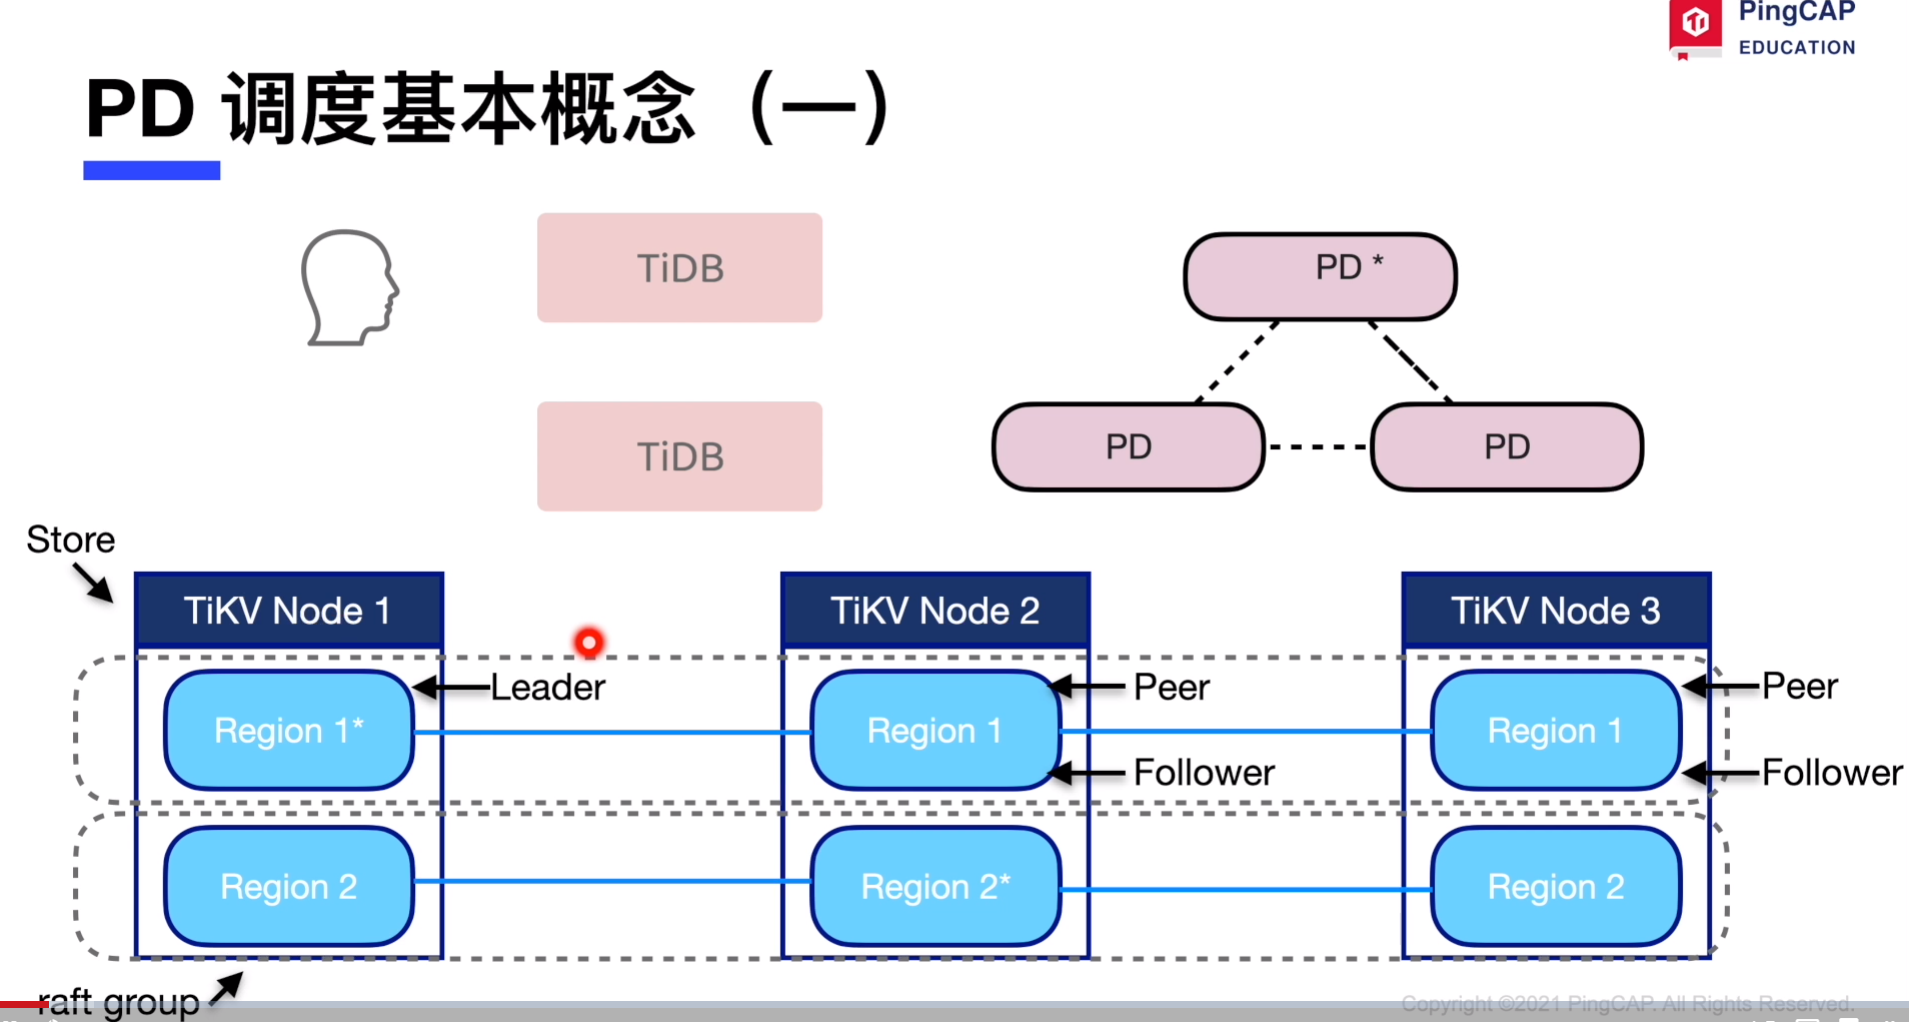 PingCAP
EDUCATION
PD 调度基本概念（一）
TiDB
PD *
TiDB
PD
PD
Store
TiKV Node 1
TiKV Node 2
TiKV Node 3
Leader
Peer
Peer
Region 1*
Region 1
Region 1
Follower
Follower
Region 2
Region 2*
Region 2
raft group
Copyright ©2021 PingCAP. All Rights Reserved.